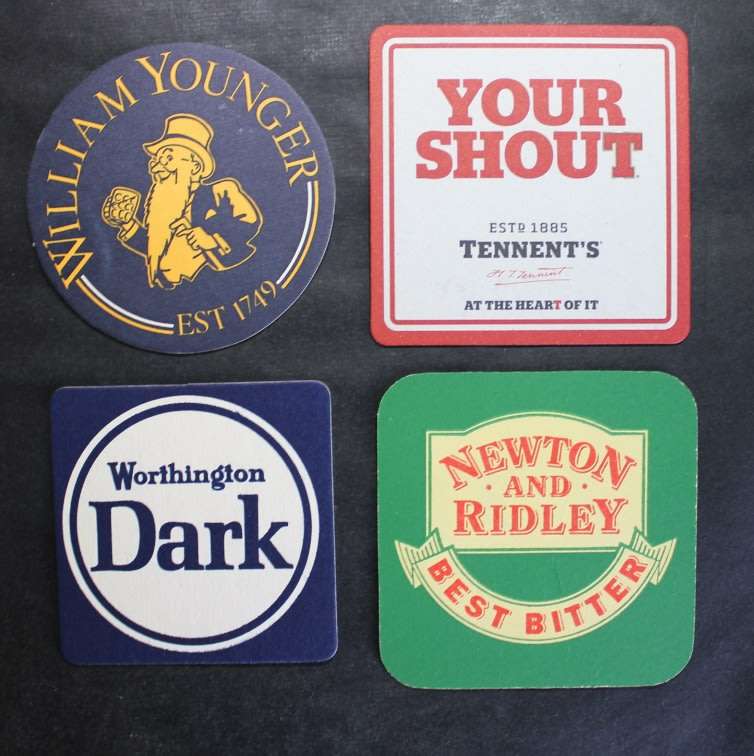 WILLIAM YOUNGER
EST 1749
YOUR
SHOUT
ESTD 1885
TENNENT'S
H. T. Tennent
AT THE HEART OF IT
Worthington
Dark
NEWTON
· AND ·
RIDLEY
BEST BITTER